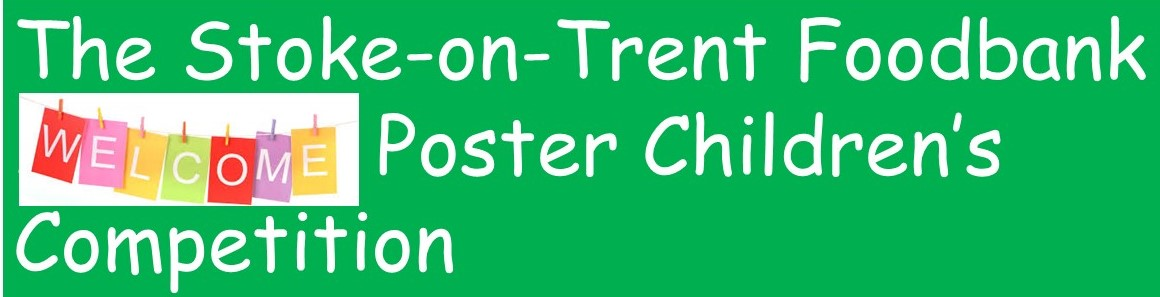 The Stoke-on-Trent Foodbank
WELCOME Poster Children’s
Competition